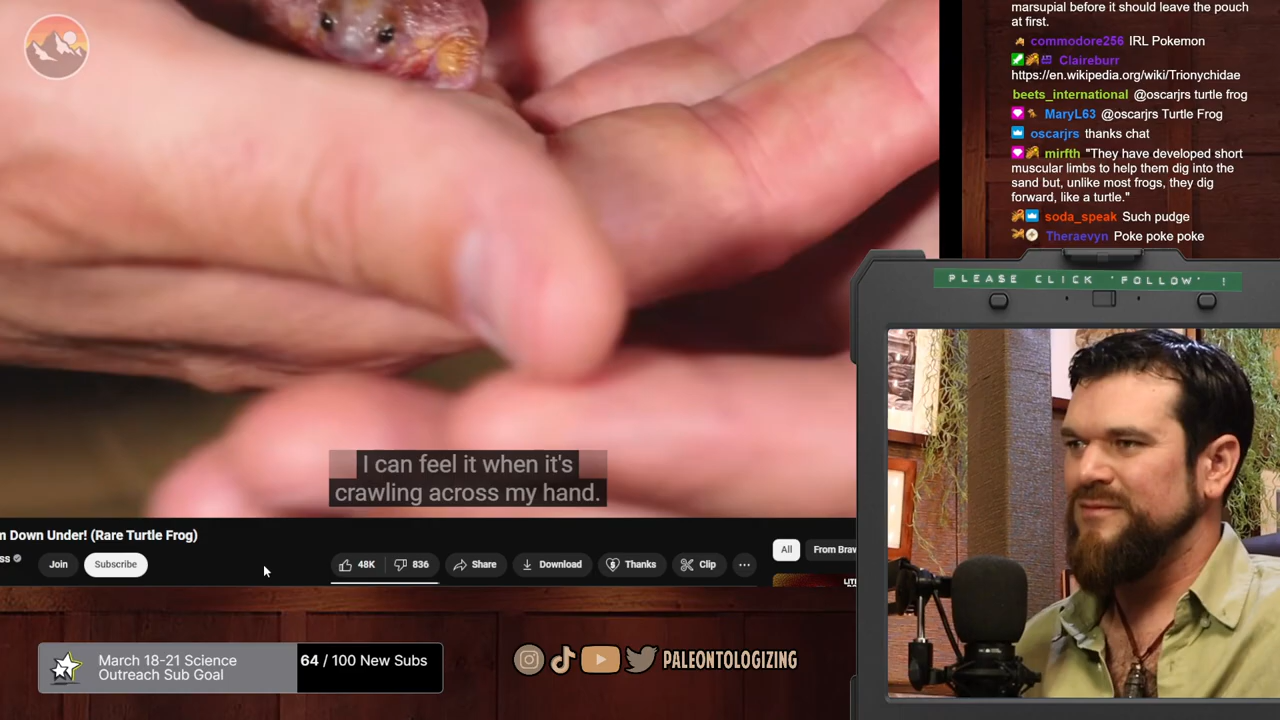 marsupial before it should leave the pouch
at first.
commodore256 IRL Pokemon
Claireburr
https://en.wikipedia.org/wiki/Trionychidae
beets_international @oscarjrs turtle frog
MaryL63 @oscarjrs Turtle Frog
oscarjrs thanks chat
mirfth "They have developed short
muscular limbs to help them dig into the
sand but, unlike most frogs, they dig
forward, like a turtle."
soda_speak Such pudge
Theraevyn Poke poke poke
PLEASE CLICK 'FOLLOW' !
I can feel it when it's
crawling across my hand.
m Down Under! (Rare Turtle Frog)
ss
Join
Subscribe
48K
836
Share
Download
Thanks
Clip
All
From Brav
March 18-21 Science
Outreach Sub Goal
64 / 100 New Subs
PALEONTOLOGIZING